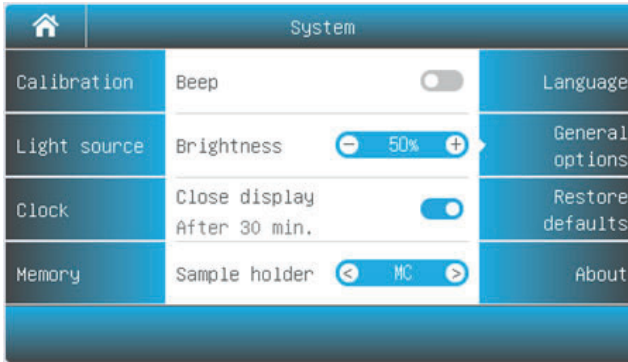 System
Calibration
Light source
Clock
Memory
Beep
Brightness
50%
Close display
After 30 min.
Sample holder
MC
Language
General
options
Restore
defaults
About